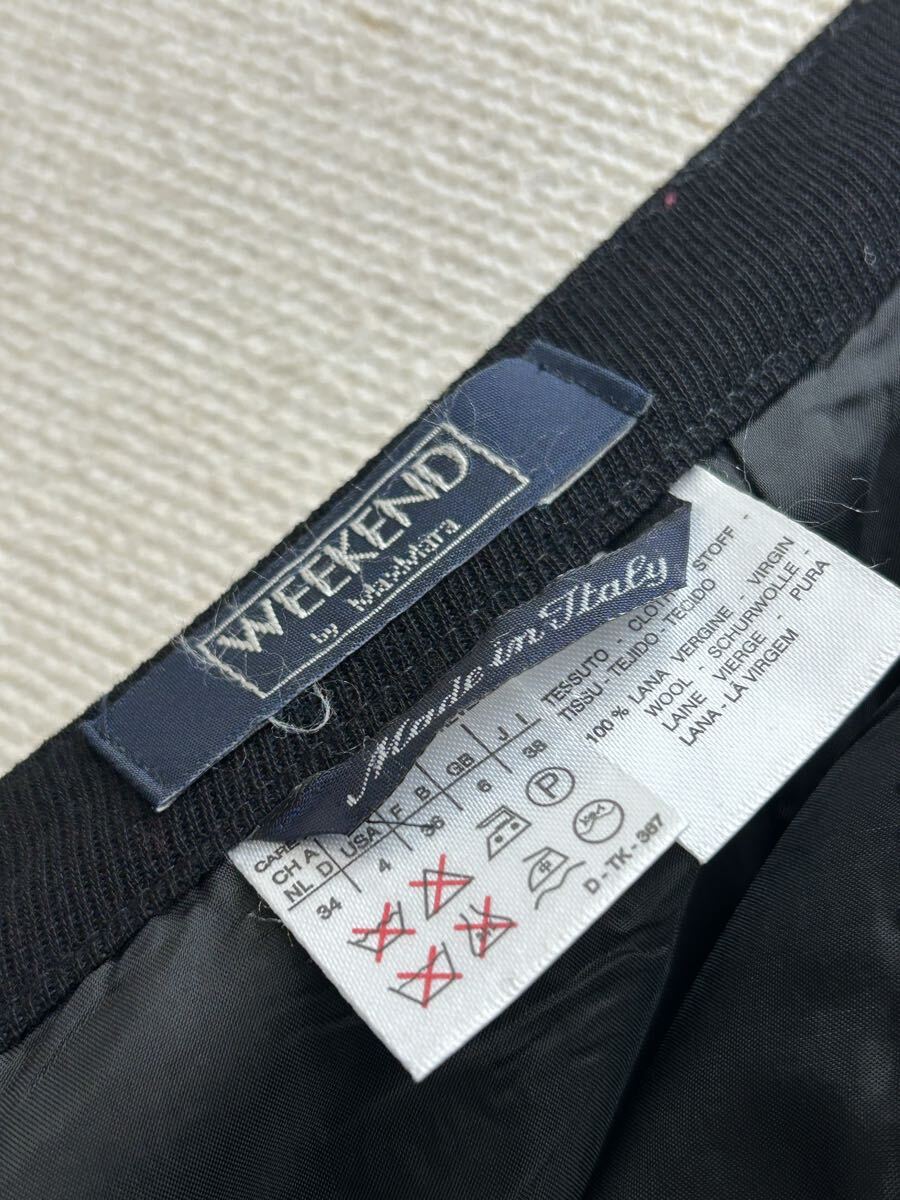 WEEKEND
by MaxMara
Made in Italy
TESSUTO - CLOTH - STOFF -
TISSU - TEJIDO - TECIDO
100 % LANA VERGINE - VIRGIN
WOOL - SCHURWOLLE -
LAINE VIERGE - PURA
LANA - LÃ VIRGEM
CH A
NL D USA F B GB J I
34 4 36 6 38
P
D - TK - 367